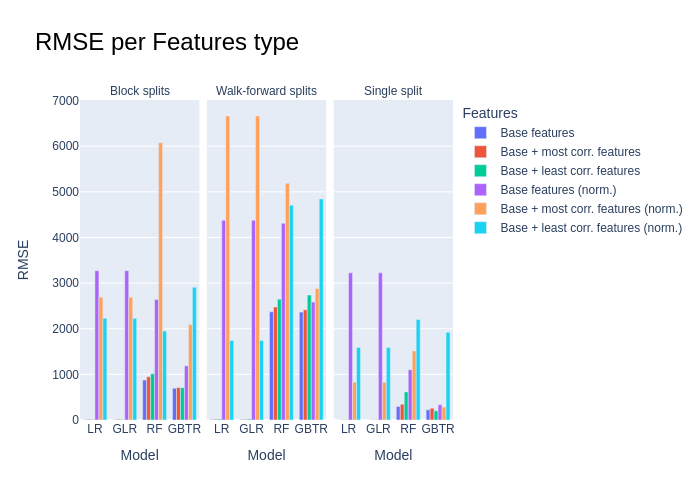 RMSE per Features type
Block splits
Walk-forward splits
Single split
7000
6000
5000
4000
3000
2000
1000
0
RMSE
LR GLR RF GBTR
LR GLR RF GBTR
LR GLR RF GBTR
Model
Model
Model
Features
Base features
Base + most corr. features
Base + least corr. features
Base features (norm.)
Base + most corr. features (norm.)
Base + least corr. features (norm.)